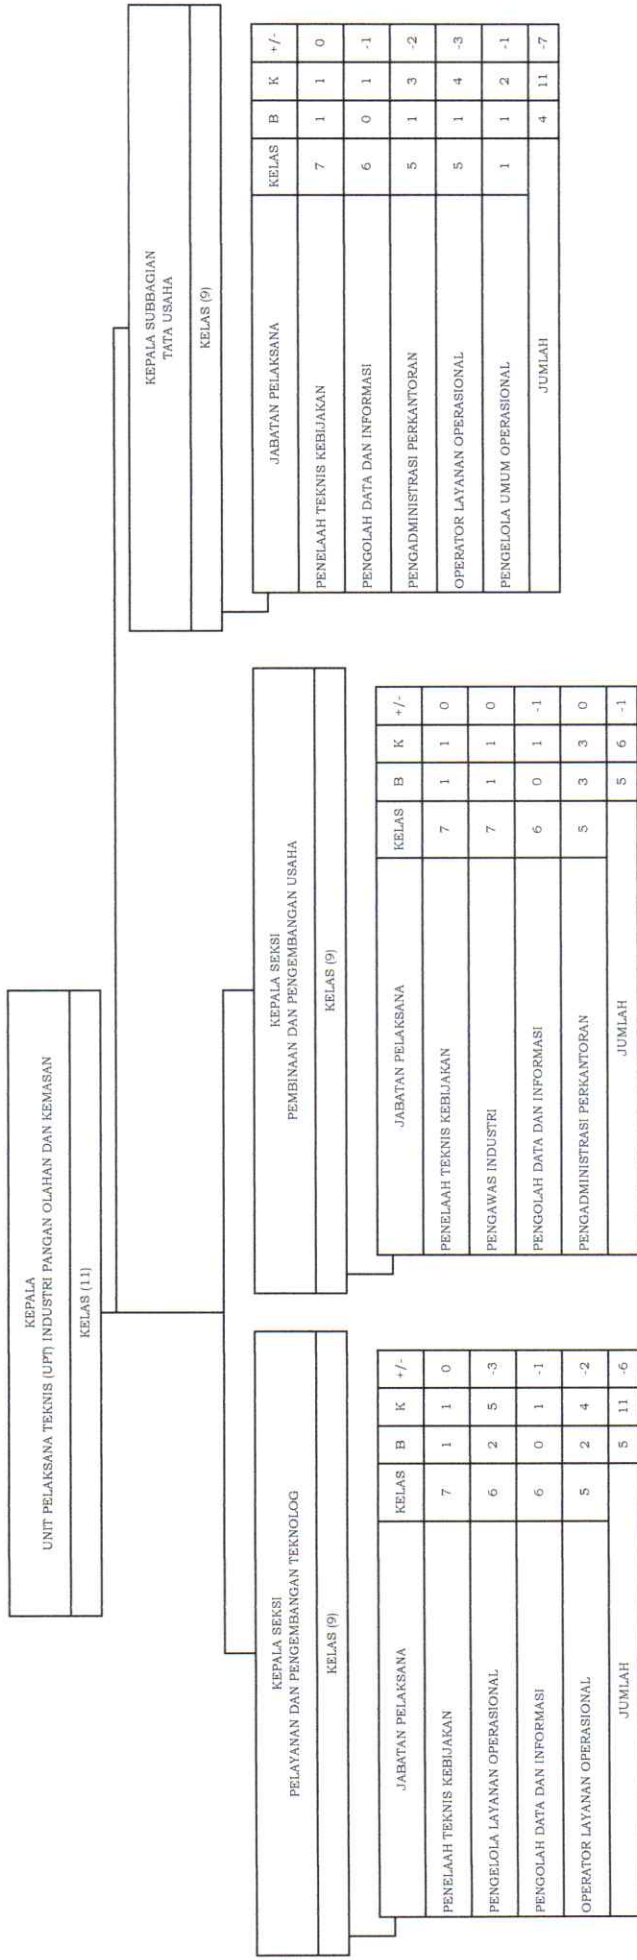 KEPALA
UNIT PELAKSANA TEKNIS (UPT) INDUSTRI PANGAN OLAHAN DAN KEMASAN
KELAS (11)
KEPALA SUBBAGIAN
TATA USAHA
KELAS (9)
JABATAN PELAKSANA KELAS B K +/-
PENELAAH TEKNIS KEBIJAKAN 7 1 1 0
PENGOLAH DATA DAN INFORMASI 6 0 1 -1
PENGADMINISTRASI PERKANTORAN 5 1 3 -2
OPERATOR LAYANAN OPERASIONAL 5 1 4 -3
PENGELOLA UMUM OPERASIONAL 1 1 2 -1
JUMLAH 4 11 -7
KEPALA SEKSI
PELAYANAN DAN PENGEMBANGAN TEKNOLOG
KELAS (9)
JABATAN PELAKSANA KELAS B K +/-
PENELAAH TEKNIS KEBIJAKAN 7 1 1 0
PENGELOLA LAYANAN OPERASIONAL 6 2 5 -3
PENGOLAH DATA DAN INFORMASI 6 0 1 -1
OPERATOR LAYANAN OPERASIONAL 5 2 4 -2
JUMLAH 5 11 -6
KEPALA SEKSI
PEMBINAAN DAN PENGEMBANGAN USAHA
KELAS (9)
JABATAN PELAKSANA KELAS B K +/-
PENELAAH TEKNIS KEBIJAKAN 7 1 1 0
PENGAWAS INDUSTRI 7 1 1 0
PENGOLAH DATA DAN INFORMASI 6 0 1 -1
PENGADMINISTRASI PERKANTORAN 5 3 3 0
JUMLAH 5 6 -1